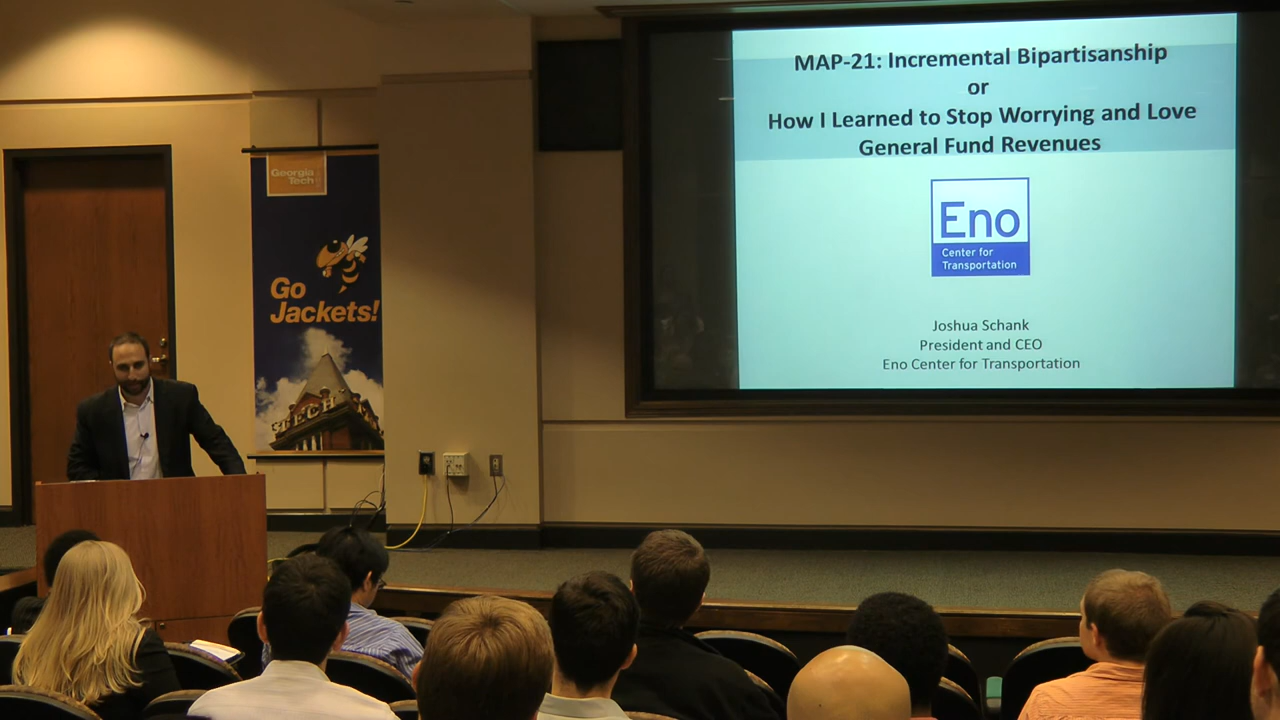 MAP-21: Incremental Bipartisanship
or
How I Learned to Stop Worrying and Love
General Fund Revenues
Eno
Center for
Transportation
Joshua Schank
President and CEO
Eno Center for Transportation
Georgia
Tech
Go
Jackets!
TECH